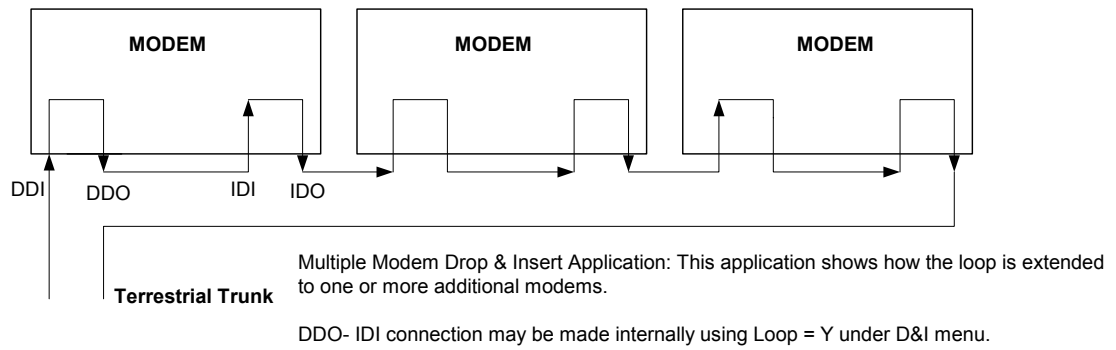 MODEM
MODEM
MODEM
DDI
DDO
IDI
IDO
Terrestrial Trunk
Multiple Modem Drop & Insert Application: This application shows how the loop is extended
to one or more additional modems.
DDO- IDI connection may be made internally using Loop = Y under D&I menu.